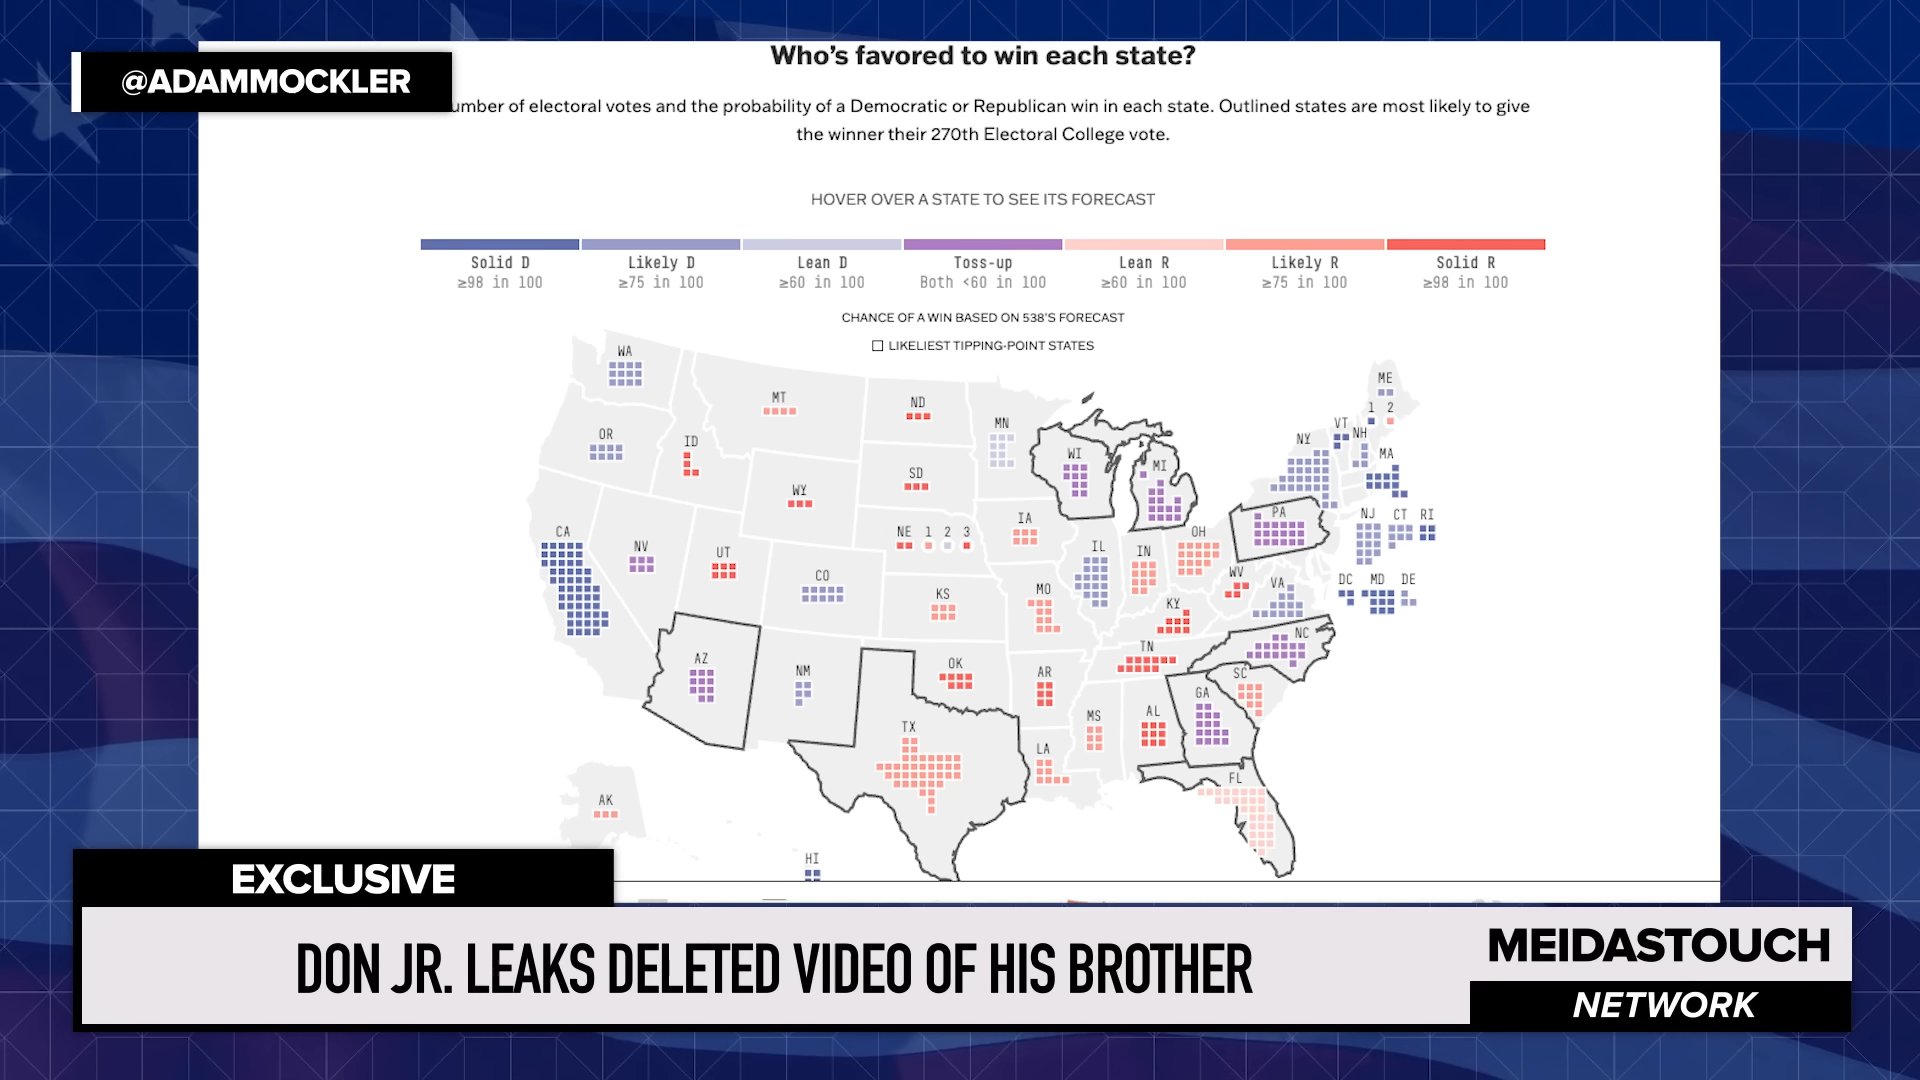 @ADAMMOCKLER
Who's favored to win each state?
umber of electoral votes and the probability of a Democratic or Republican win in each state. Outlined states are most likely to give
the winner their 270th Electoral College vote.
HOVER OVER A STATE TO SEE ITS FORECAST
Solid D Likely D Lean D Toss-up Lean R Likely R Solid R
≥98 in 100 ≥75 in 100 ≥60 in 100 Both <60 in 100 ≥60 in 100 ≥75 in 100 ≥98 in 100
CHANCE OF A WIN BASED ON 538'S FORECAST
LIKELIEST TIPPING-POINT STATES
WA
ME
MT
ND
1 2
MN
VT
NH
OR
ID
NY
WI
MA
MI
SD
WY
PA
NJ CT RI
IA
CA
NE 1 2 3
OH
NV
IL
IN
UT
WV
CO
DC MD DE
VA
MO
KS
KY
NC
TN
AZ
OK
NM
AR
SC
GA
AL
MS
TX
LA
FL
AK
HI
EXCLUSIVE
DON JR. LEAKS DELETED VIDEO OF HIS BROTHER
MEIDASTOUCH
NETWORK